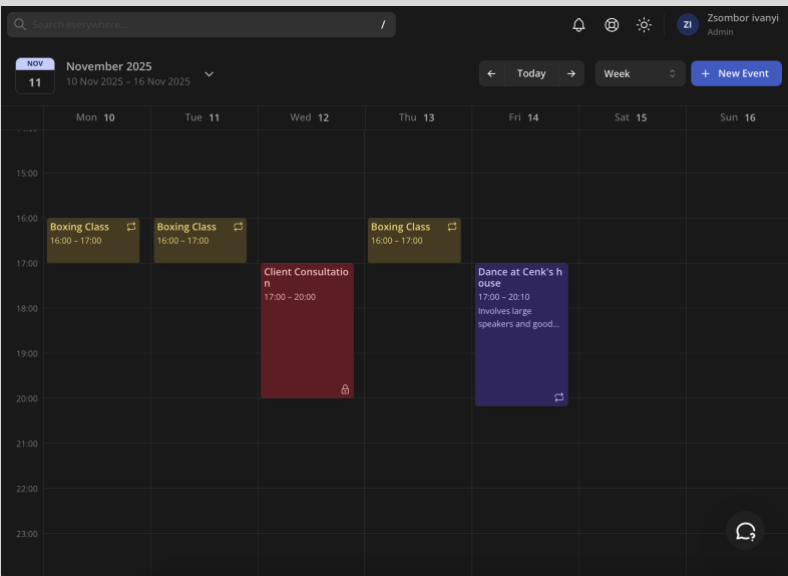 Search everywhere...
/
ZI
Zsombor ivanyi
Admin
NOV
11
November 2025
10 Nov 2025 – 16 Nov 2025
Today
Week
+ New Event
Mon 10
Tue 11
Wed 12
Thu 13
Fri 14
Sat 15
Sun 16
15:00
16:00
Boxing Class
16:00 – 17:00
Boxing Class
16:00 – 17:00
Boxing Class
16:00 – 17:00
17:00
Client Consultatio
n
17:00 – 20:00
Dance at Cenk's h
ouse
17:00 – 20:10
Involves large
speakers and good...
18:00
19:00
20:00
21:00
22:00
23:00